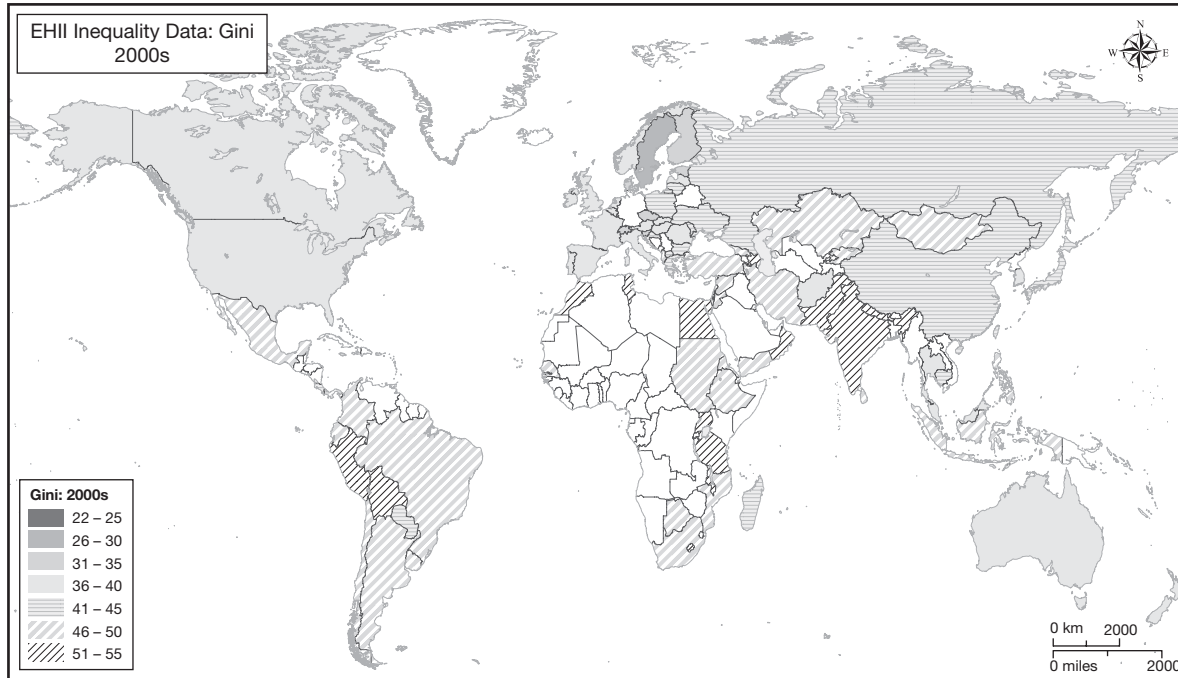 EHII Inequality Data: Gini
2000s
N
W E
S
Gini: 2000s
22 – 25
26 – 30
31 – 35
36 – 40
41 – 45
46 – 50
51 – 55
0 km 2000
0 miles 2000